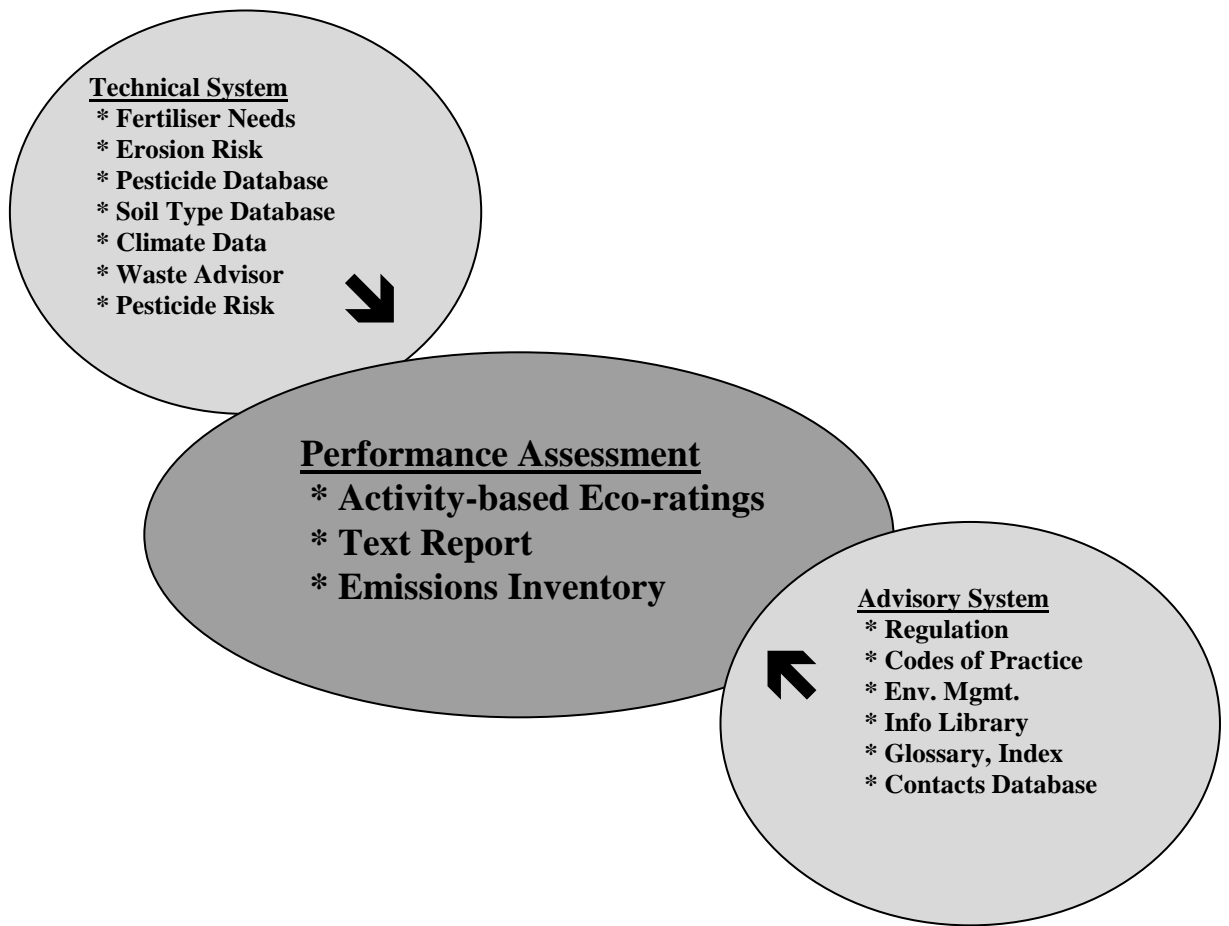 Technical System
* Fertiliser Needs
* Erosion Risk
* Pesticide Database
* Soil Type Database
* Climate Data
* Waste Advisor
* Pesticide Risk
Performance Assessment
* Activity-based Eco-ratings
* Text Report
* Emissions Inventory
Advisory System
* Regulation
* Codes of Practice
* Env. Mgmt.
* Info Library
* Glossary, Index
* Contacts Database